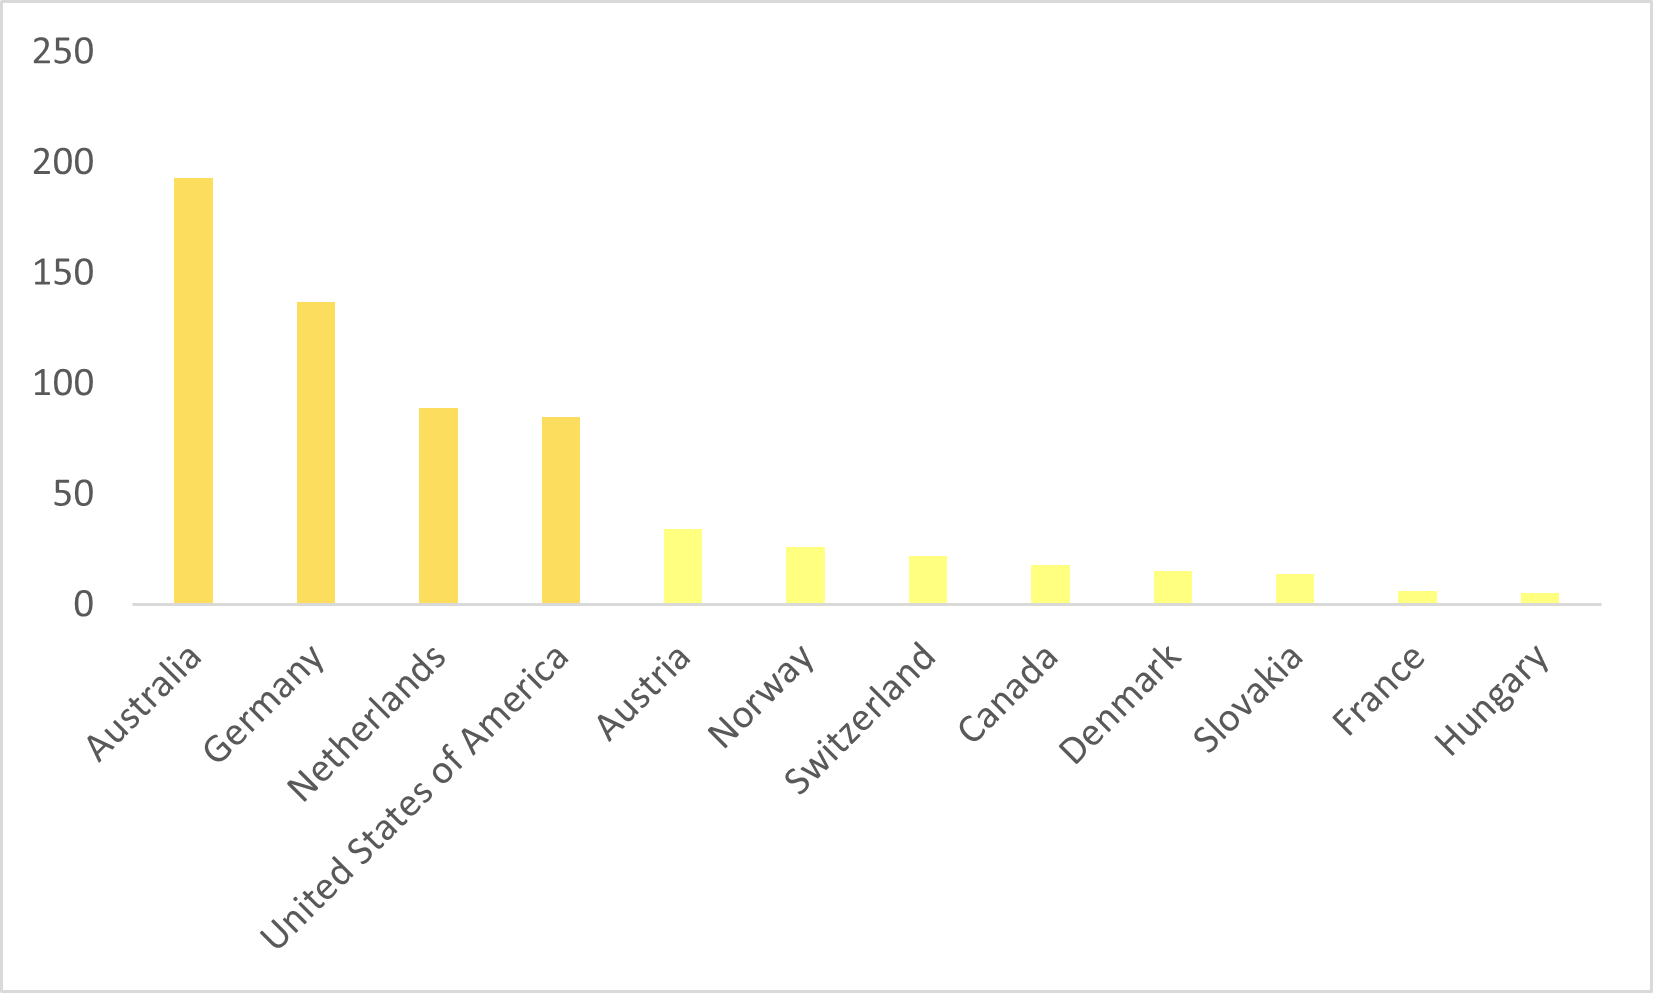 250
200
150
100
50
0
Australia
Germany
Netherlands
United States of America
Austria
Norway
Switzerland
Canada
Denmark
Slovakia
France
Hungary